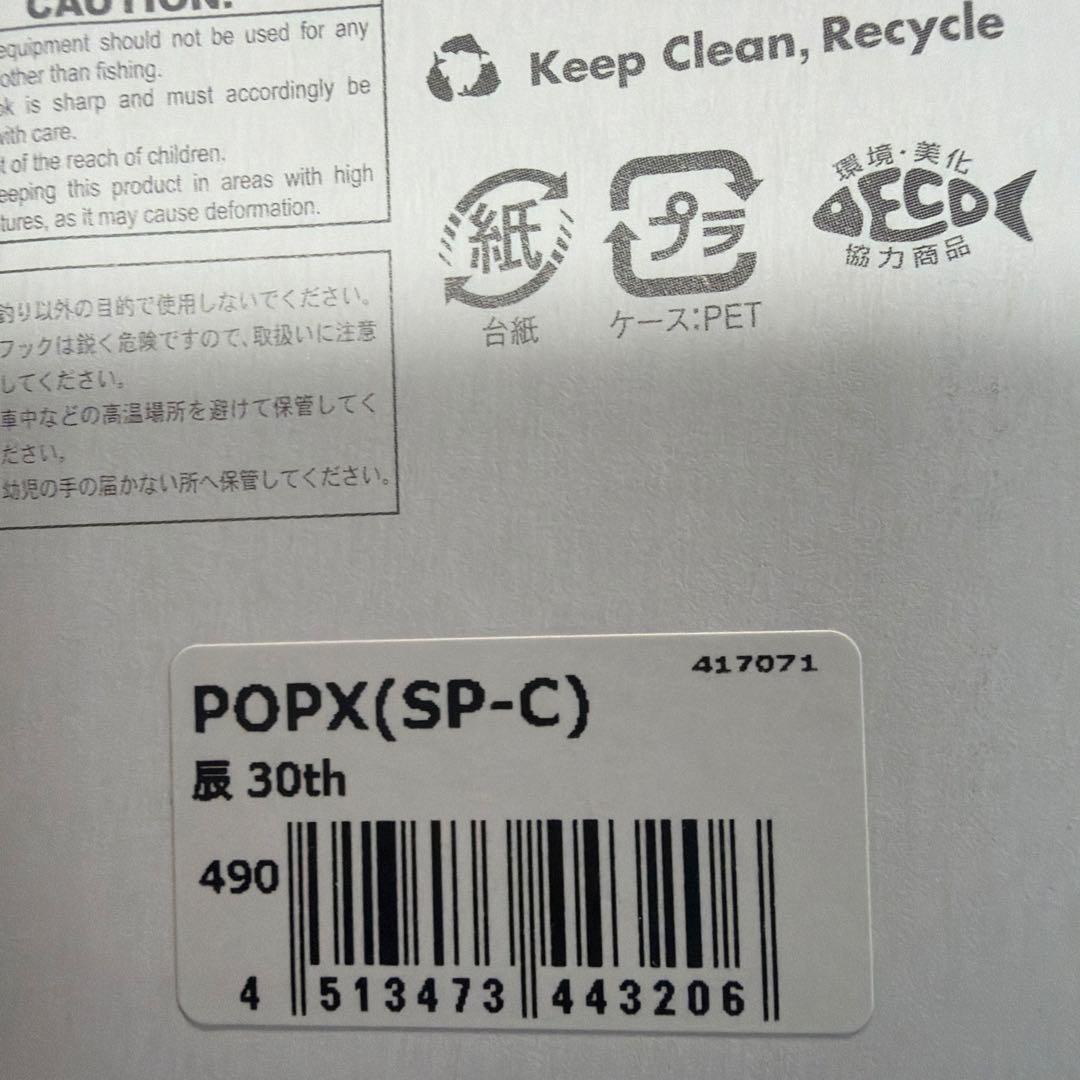 CAUTION:
equipment should not be used for any
other than fishing.
is sharp and must accordingly be
with care.
of the reach of children.
this product in areas with high
as it may cause deformation.
釣り以外の目的で使用しないでください。
フックは鋭く危険ですので、取扱いに注意
してください。
車中などの高温場所を避けて保管してく
ださい。
幼児の手の届かない所へ保管してください。
Keep Clean, Recycle
紙
台紙
プラ
ケース:PET
環境・美化
ECO
協力商品
417071
POPX(SP-C)
辰 30th
490
4 513473 443206